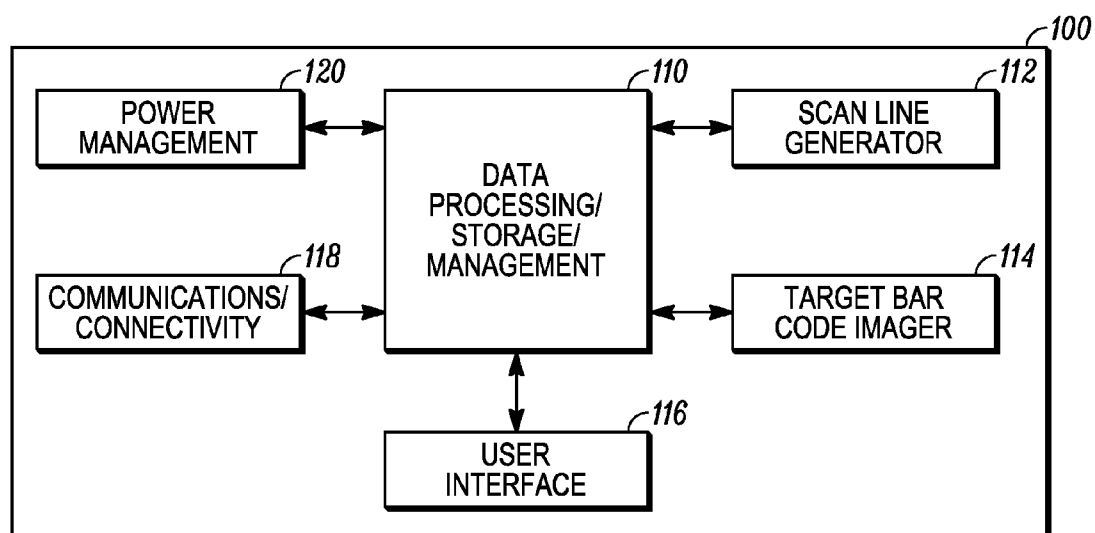 100
120
POWER
MANAGEMENT
110
DATA
PROCESSING/
STORAGE/
MANAGEMENT
112
SCAN LINE
GENERATOR
118
COMMUNICATIONS/
CONNECTIVITY
114
TARGET BAR
CODE IMAGER
116
USER
INTERFACE